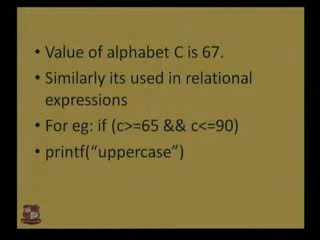 • Value of alphabet C is 67.
• Similarly its used in relational
expressions
• For eg: if (c>=65 && c<=90)
• printf(“uppercase”)